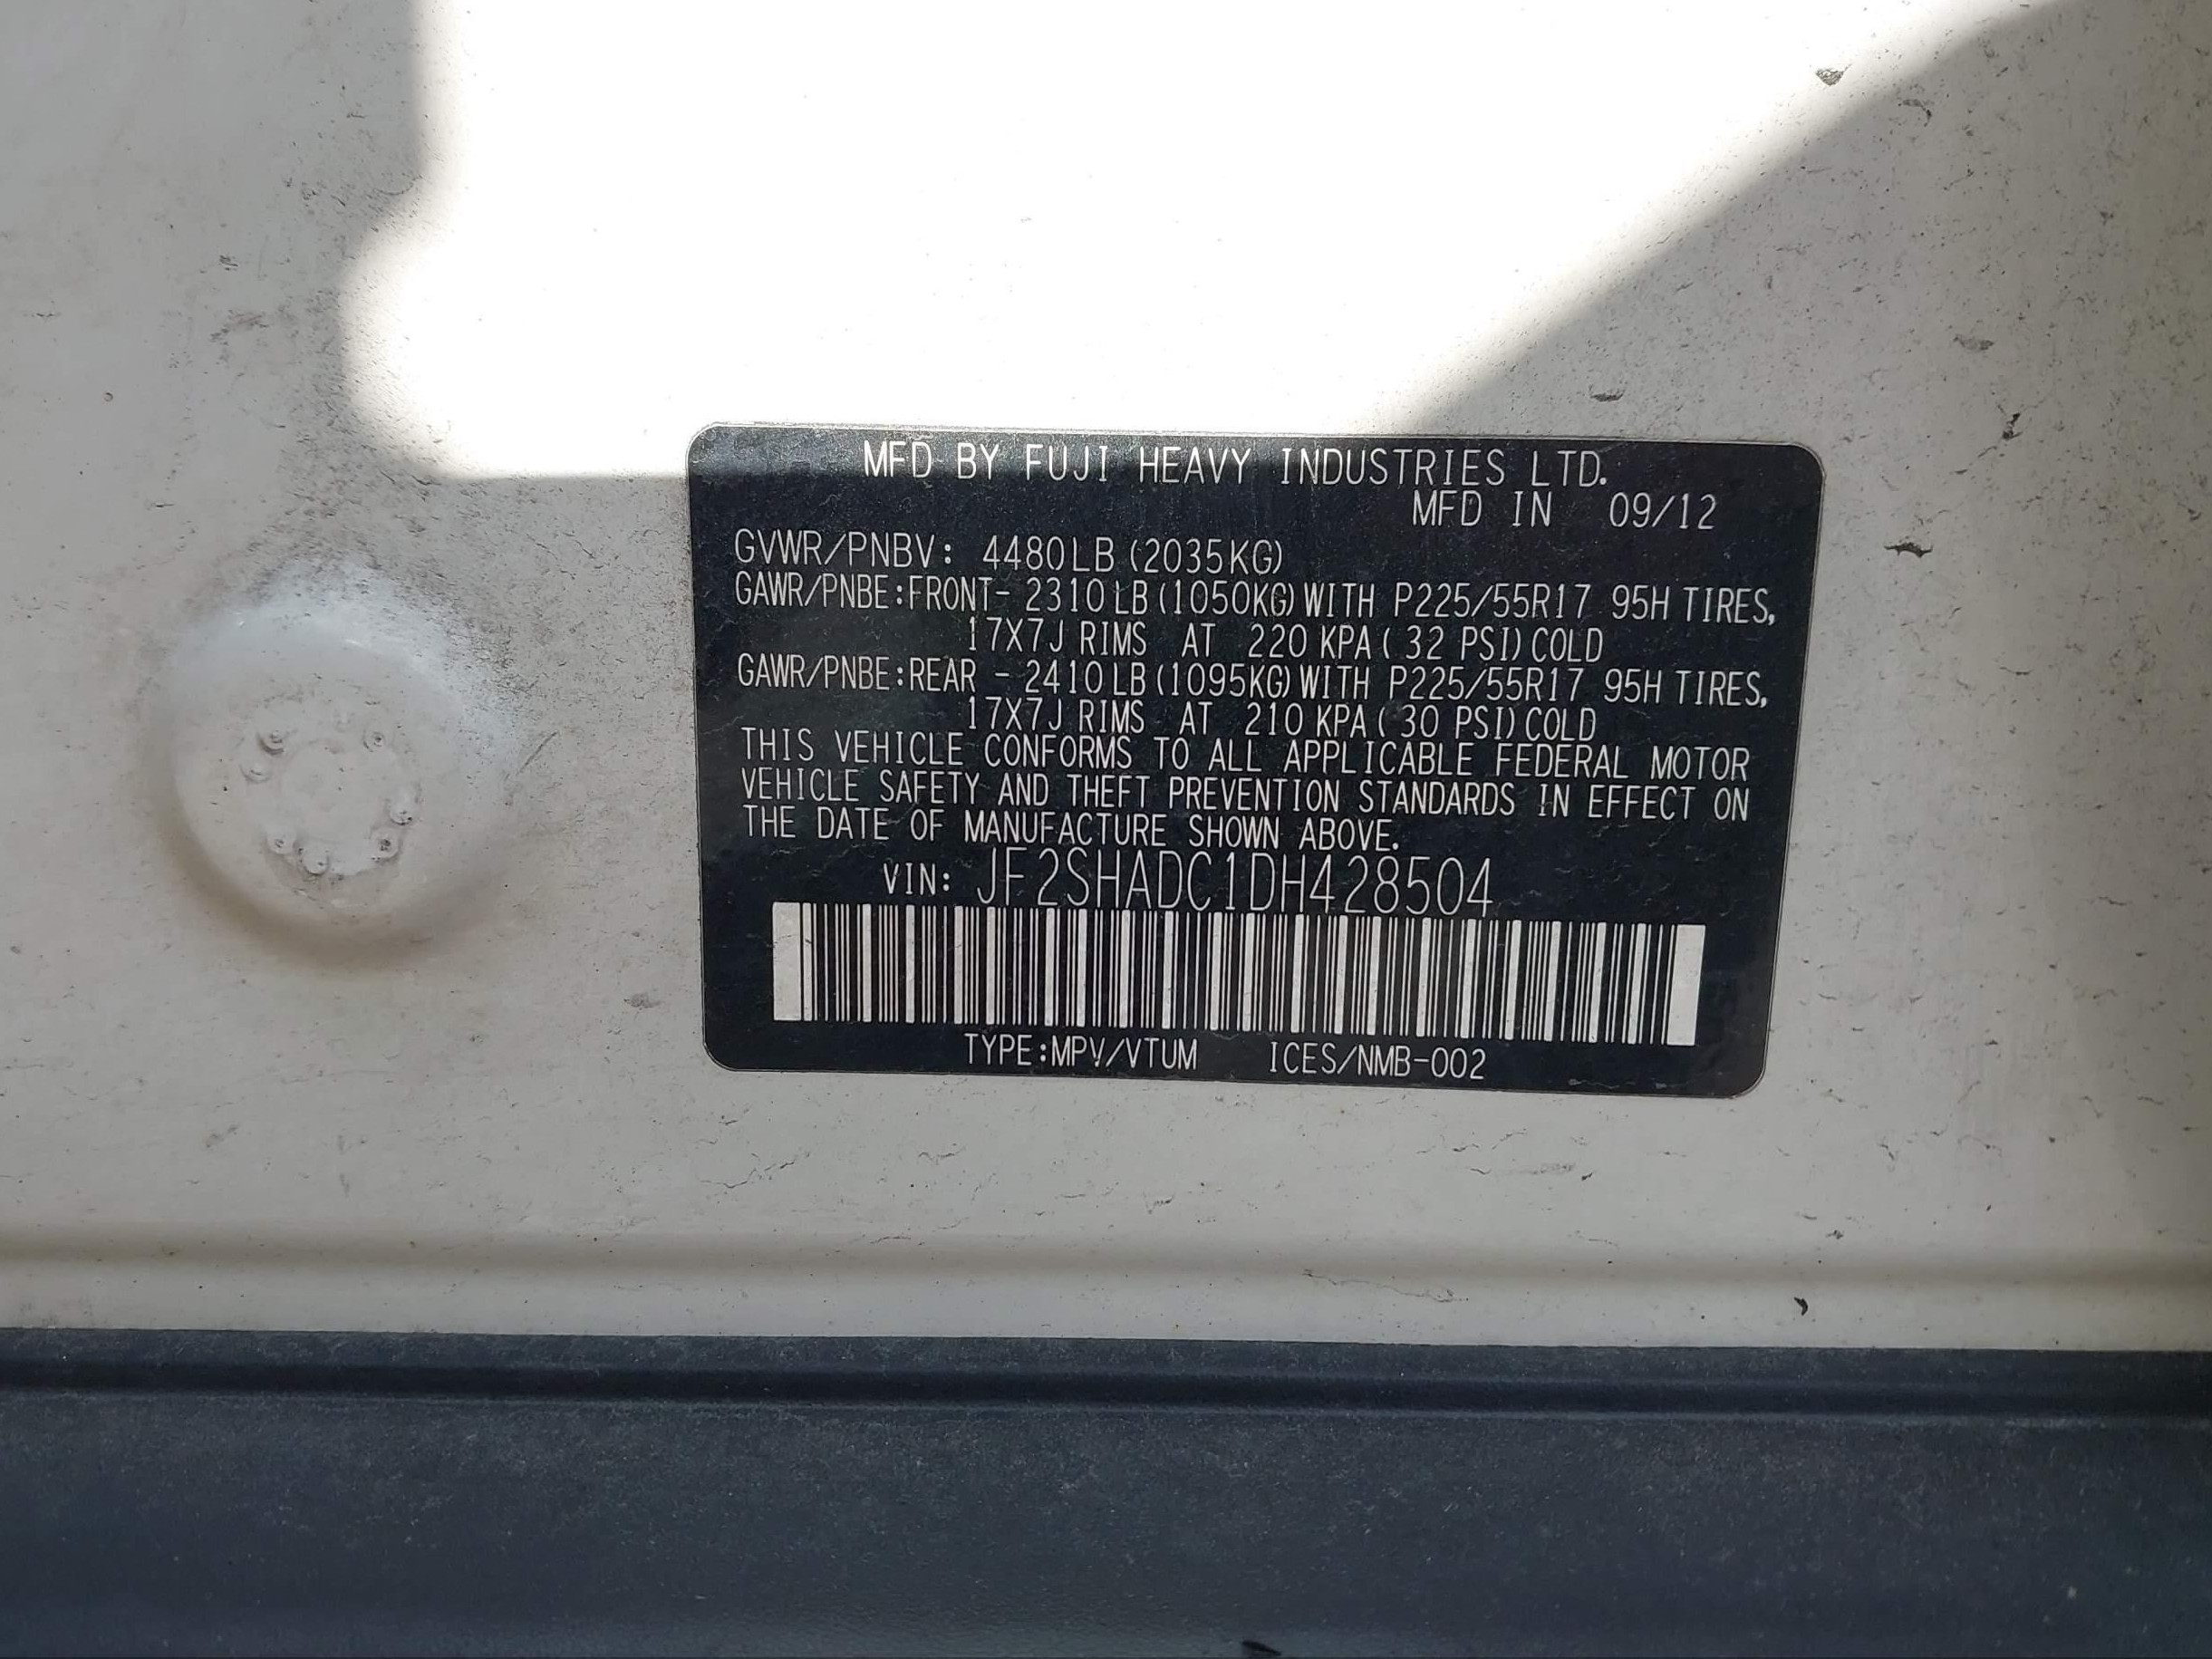 MFD BY FUJI HEAVY INDUSTRIES LTD.
MFD IN 09/12
GVWR/PNBV: 4480LB (2035KG)
GAWR/PNBE:FRONT- 2310LB (1050KG) WITH P225/55R17 95H TIRES,
17X7J RIMS AT 220 KPA ( 32 PSI) COLD
GAWR/PNBE:REAR - 2410LB (1095KG) WITH P225/55R17 95H TIRES,
17X7J RIMS AT 210 KPA ( 30 PSI) COLD
THIS VEHICLE CONFORMS TO ALL APPLICABLE FEDERAL MOTOR
VEHICLE SAFETY AND THEFT PREVENTION STANDARDS IN EFFECT ON
THE DATE OF MANUFACTURE SHOWN ABOVE.
VIN: JF2SHADC1DH428504
TYPE:MPV/VTUM ICES/NMB-002